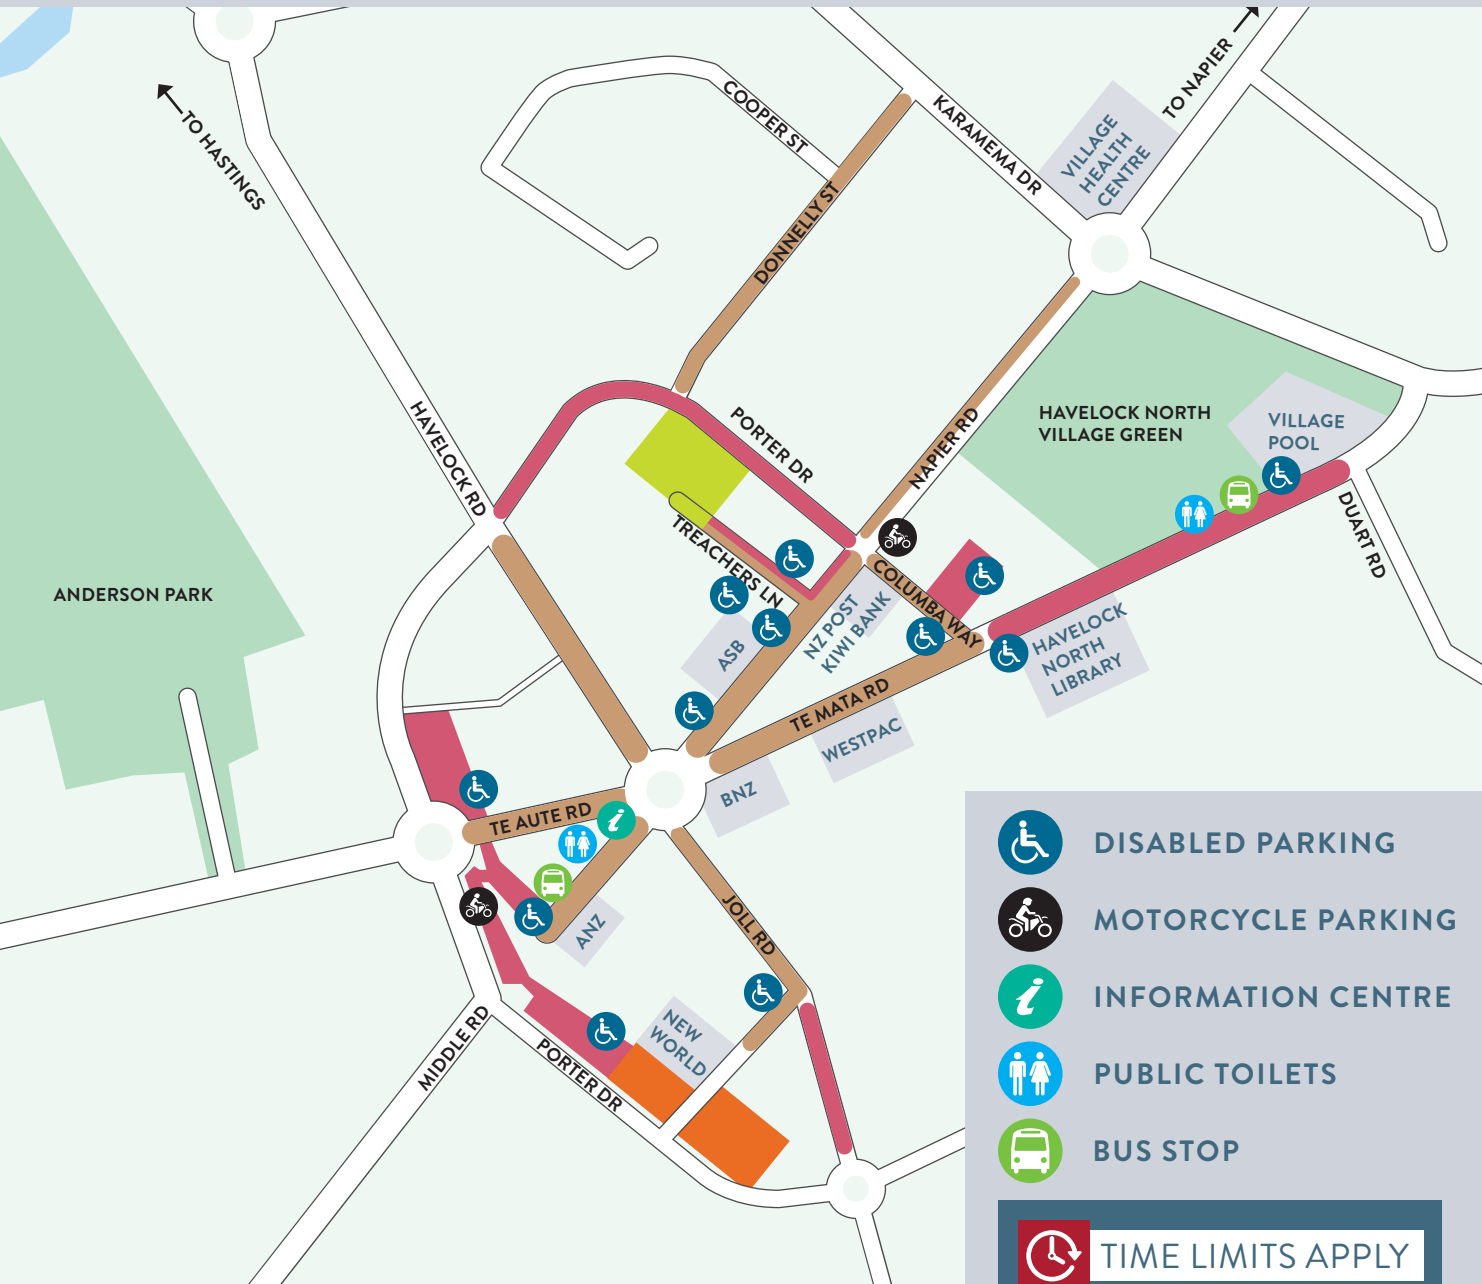 TO NAPIER
COOPER ST
KARAMEMA DR
VILLAGE
HEALTH
CENTRE
TO HASTINGS
DONNELLY ST
HAVELOCK RD
PORTER DR
NAPIER RD
HAVELOCK NORTH
VILLAGE GREEN
VILLAGE
POOL
DUART RD
TREACHERS LN
COLUMBA WAY
ANDERSON PARK
ASB
NZ POST
KIWI BANK
HAVELOCK
NORTH
LIBRARY
TE MATA RD
WESTPAC
BNZ
TE AUTE RD
i
ANZ
JOLL RD
NEW
WORLD
MIDDLE RD
PORTER DR
DISABLED PARKING
MOTORCYCLE PARKING
i
INFORMATION CENTRE
PUBLIC TOILETS
BUS STOP
TIME LIMITS APPLY